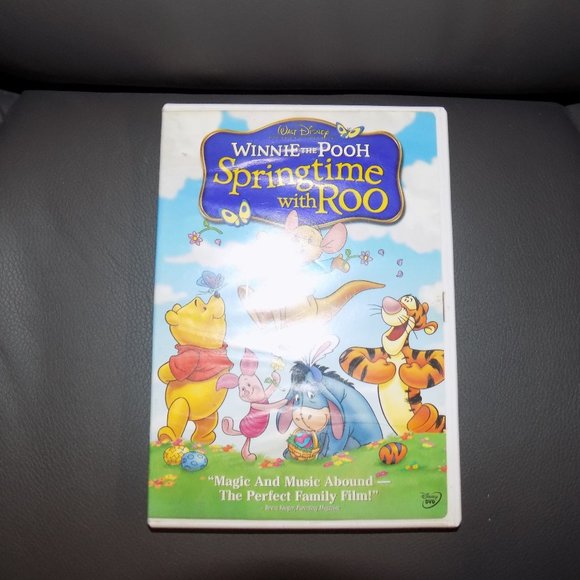 WALT DISNEY
WINNIE THE POOH
Springtime
with ROO
"Magic And Music Abound —
The Perfect Family Film!"
Disney
DVD